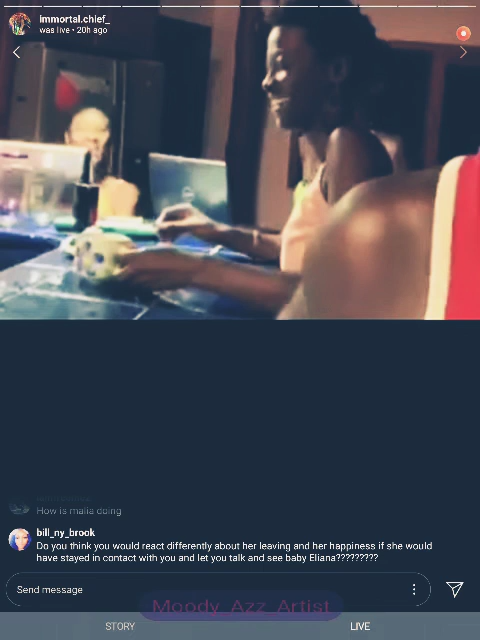 immortal.chief_
was live • 20h ago
How is malia doing
bill_ny_brook
Do you think you would react differently about her leaving and her happiness if she would
have stayed in contact with you and let you talk and see baby Eliana?????????
Send message
Moody_Azz_Artist
STORY
LIVE